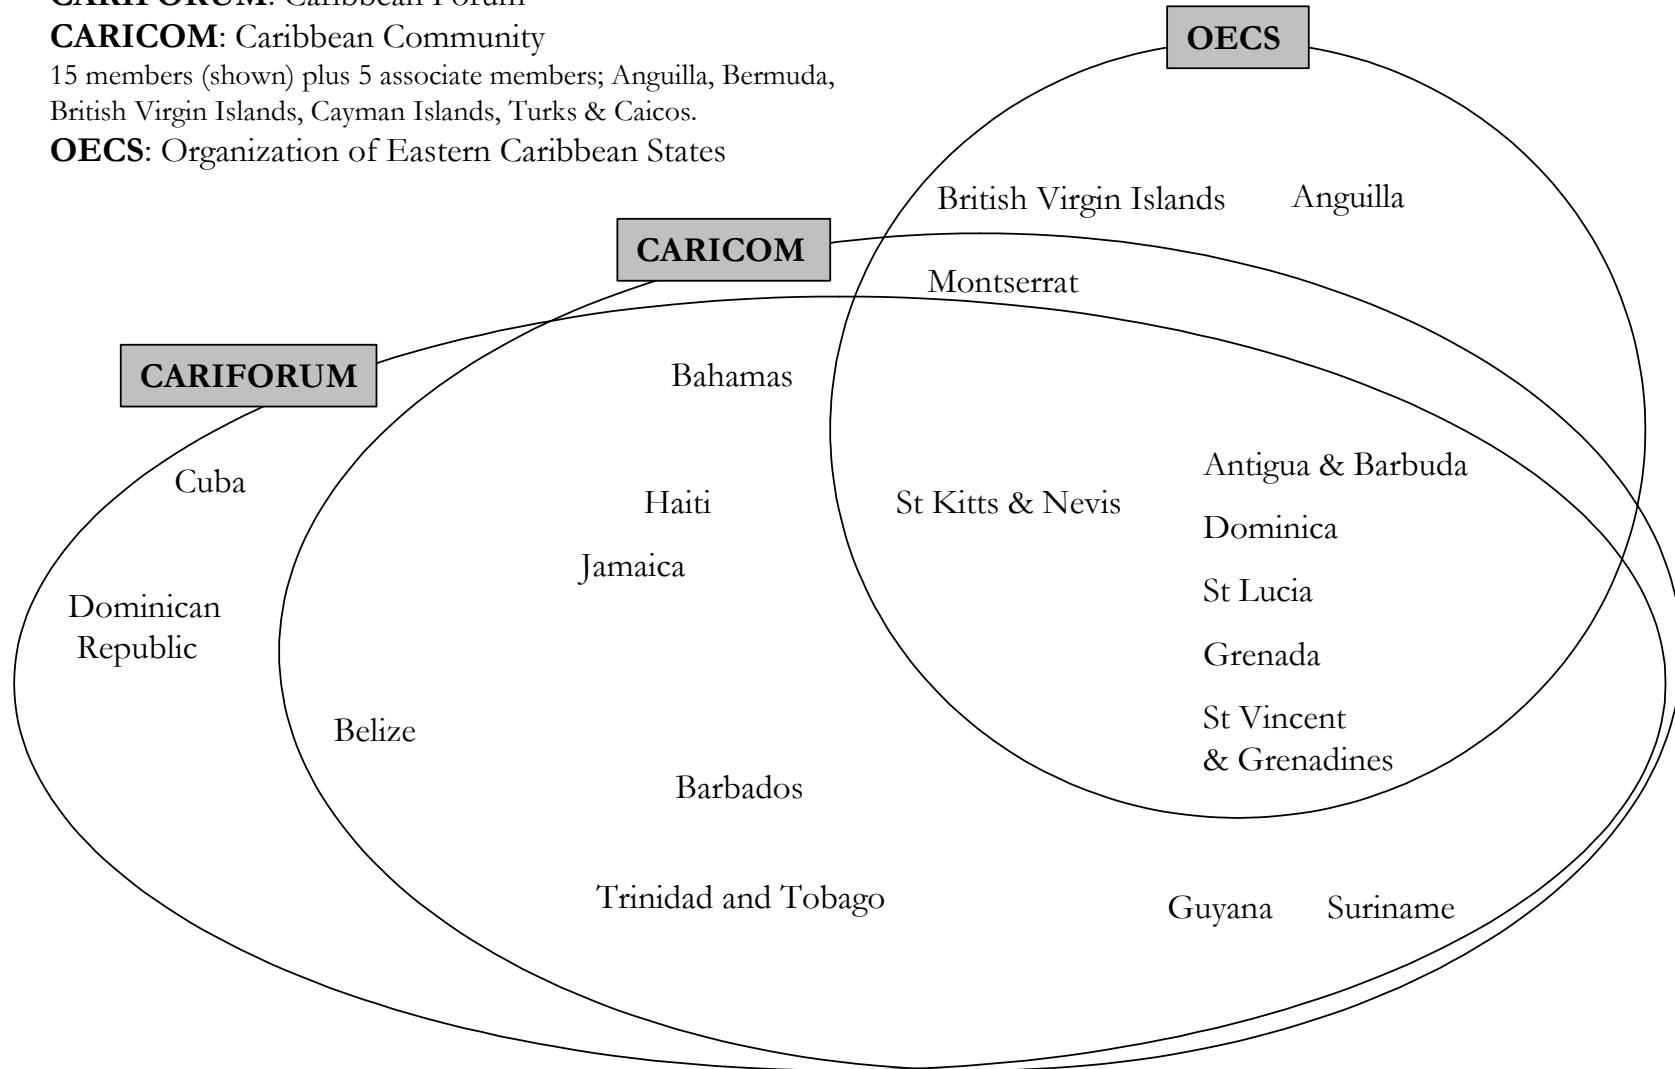 CARIFORUM: Caribbean Forum
CARICOM: Caribbean Community
15 members (shown) plus 5 associate members; Anguilla, Bermuda,
British Virgin Islands, Cayman Islands, Turks & Caicos.
OECS: Organization of Eastern Caribbean States
OECS
British Virgin Islands
Anguilla
CARICOM
Montserrat
CARIFORUM
Bahamas
Cuba
Haiti
St Kitts & Nevis
Antigua & Barbuda
Dominica
Jamaica
St Lucia
Dominican
Republic
Grenada
Belize
St Vincent
& Grenadines
Barbados
Trinidad and Tobago
Guyana
Suriname